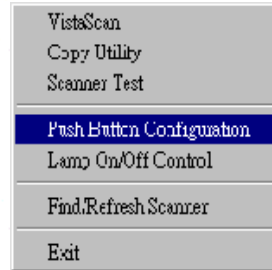 VistaScan
Copy Utility
Scanner Test
Push Button Configuration
Lamp On/Off Control
Find/Refresh Scanner
Exit